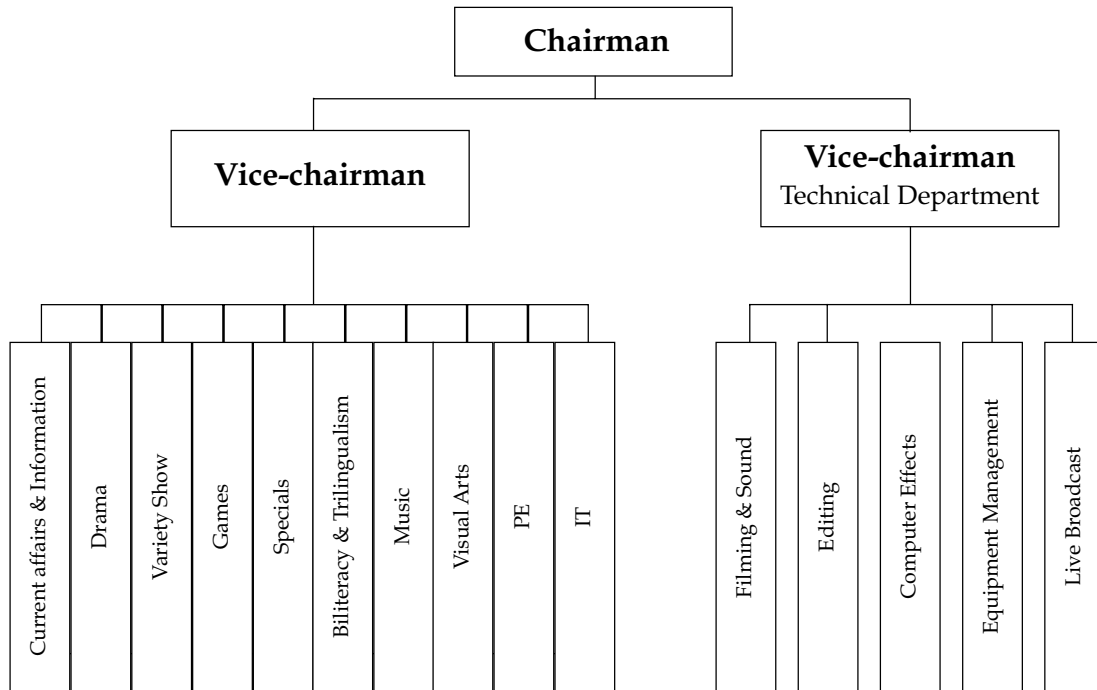 Chairman
Vice-chairman
Vice-chairman
Technical Department
Current affairs & Information
Drama
Variety Show
Games
Specials
Biliteracy & Trilingualism
Music
Visual Arts
PE
IT
Filming & Sound
Editing
Computer Effects
Equipment Management
Live Broadcast